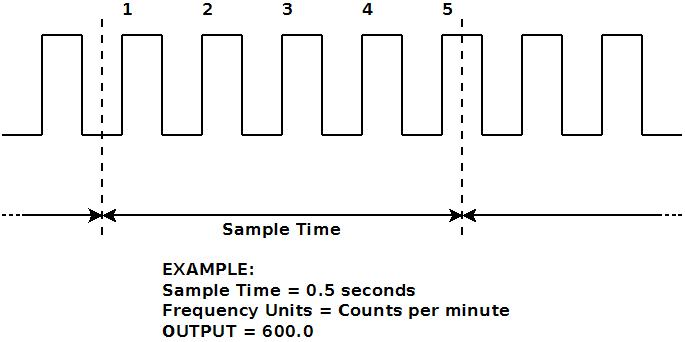 1 2 3 4 5
Sample Time
EXAMPLE:
Sample Time = 0.5 seconds
Frequency Units = Counts per minute
OUTPUT = 600.0